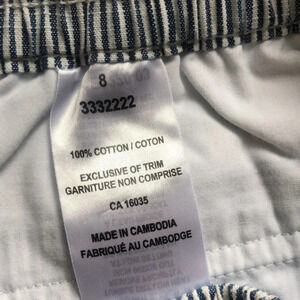 8
3332222
100% COTTON / COTON
EXCLUSIVE OF TRIM
GARNITURE NON COMPRISE
CA 16035
MADE IN CAMBODIA
FABRIQUÉ AU CAMBODGE